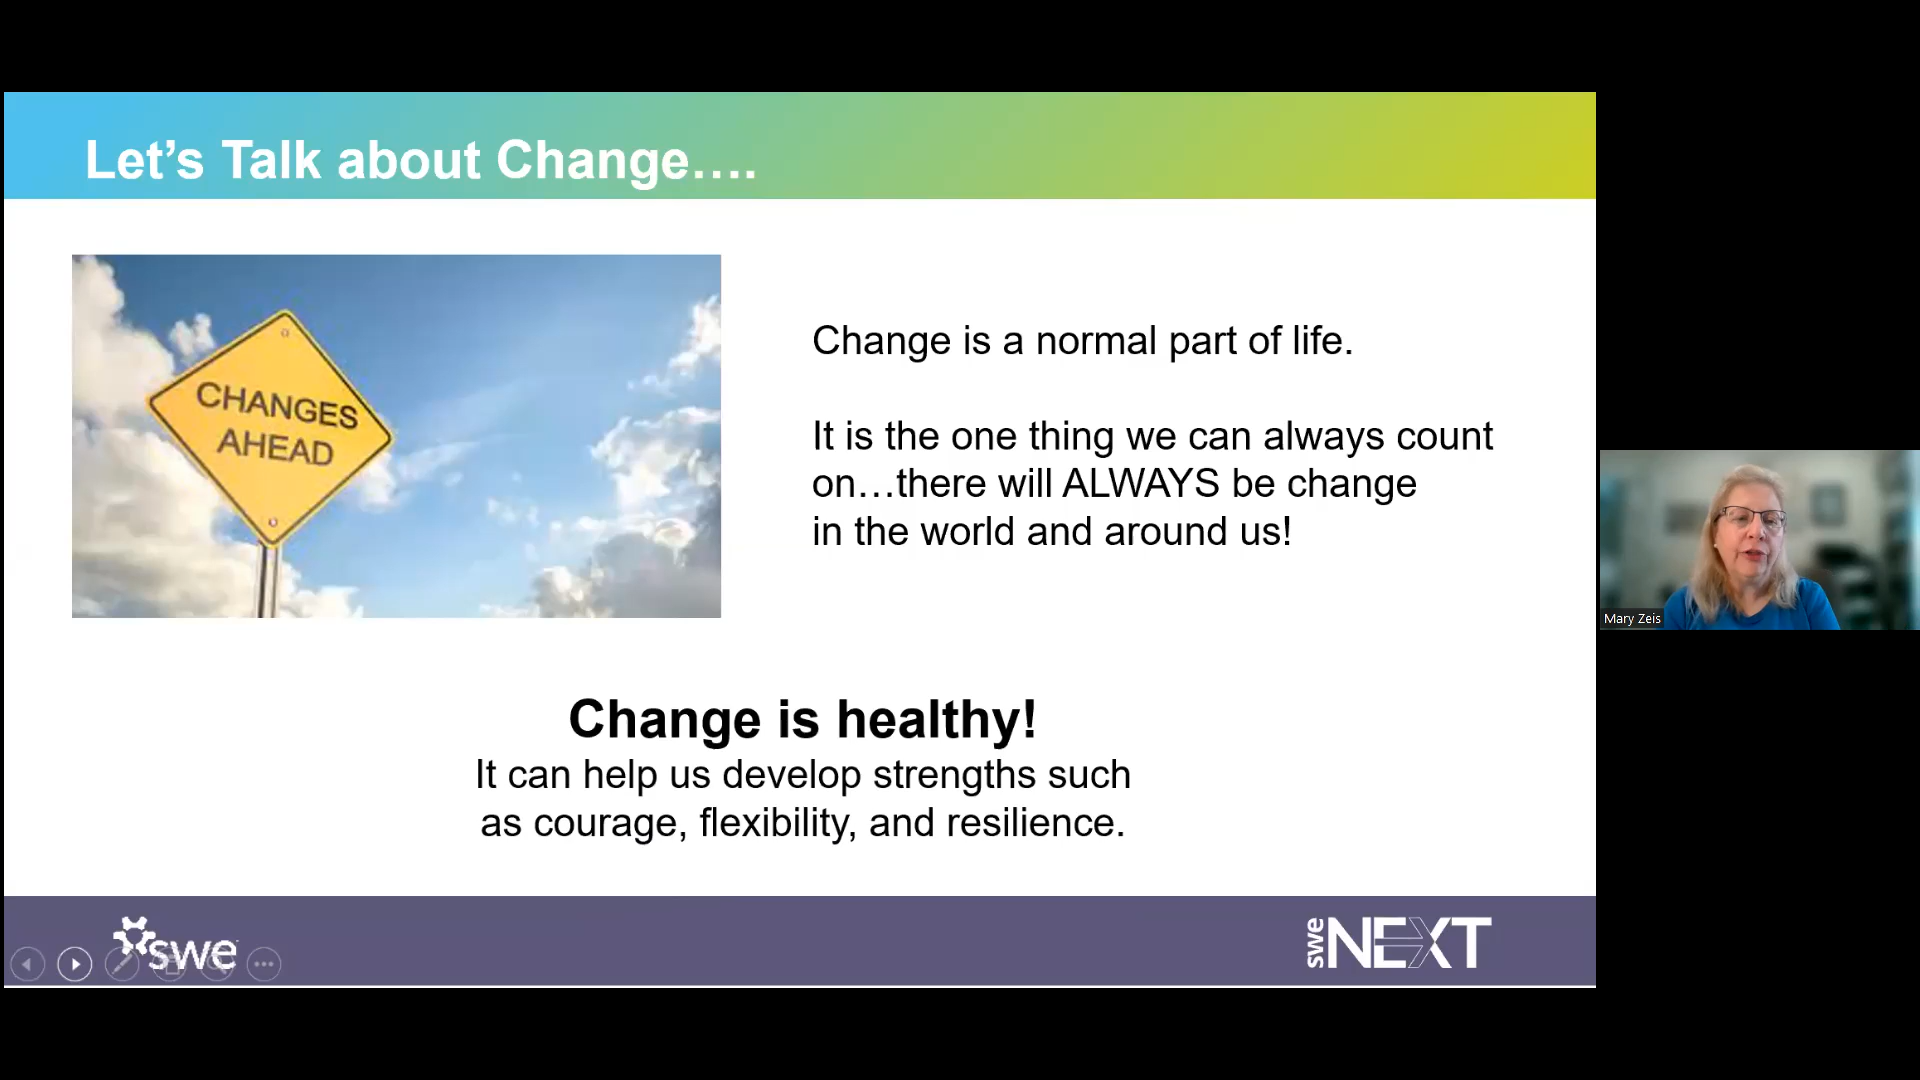 Let’s Talk about Change….
CHANGES
AHEAD
Change is a normal part of life.
It is the one thing we can always count
on…there will ALWAYS be change
in the world and around us!
Mary Zeis
Change is healthy!
It can help us develop strengths such
as courage, flexibility, and resilience.
swe
swe NEXT